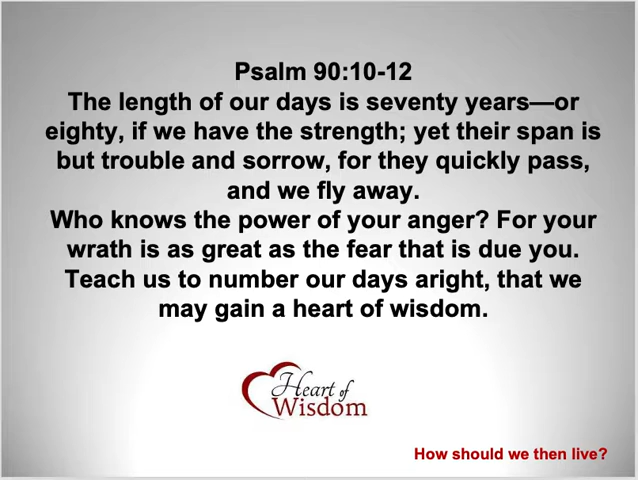 Psalm 90:10-12
The length of our days is seventy years—or
eighty, if we have the strength; yet their span is
but trouble and sorrow, for they quickly pass,
and we fly away.
Who knows the power of your anger? For your
wrath is as great as the fear that is due you.
Teach us to number our days aright, that we
may gain a heart of wisdom.
Heart of
Wisdom
How should we then live?